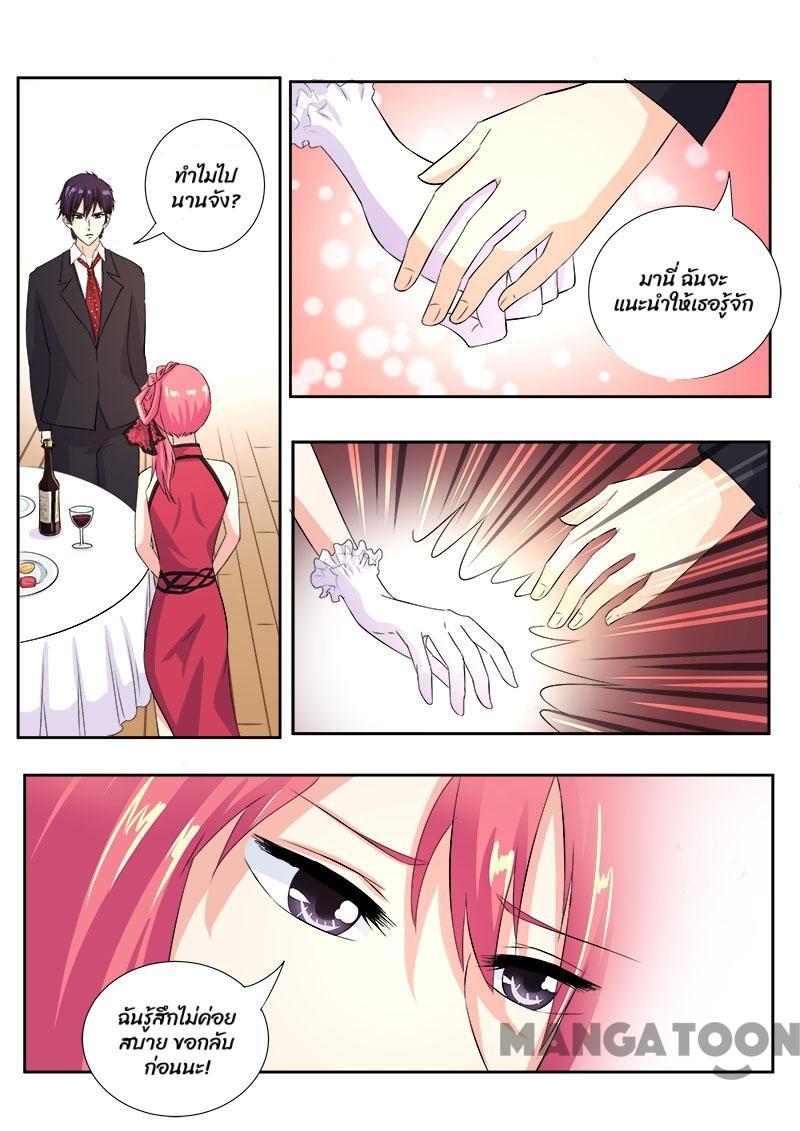 ทำไมไป
นานจัง?
มานี่ ฉันจะ
แนะนำให้เธอรู้จัก
ฉันรู้สึกไม่ค่อย
สบาย ขอกลับ
ก่อนนะ!
MANGATOON